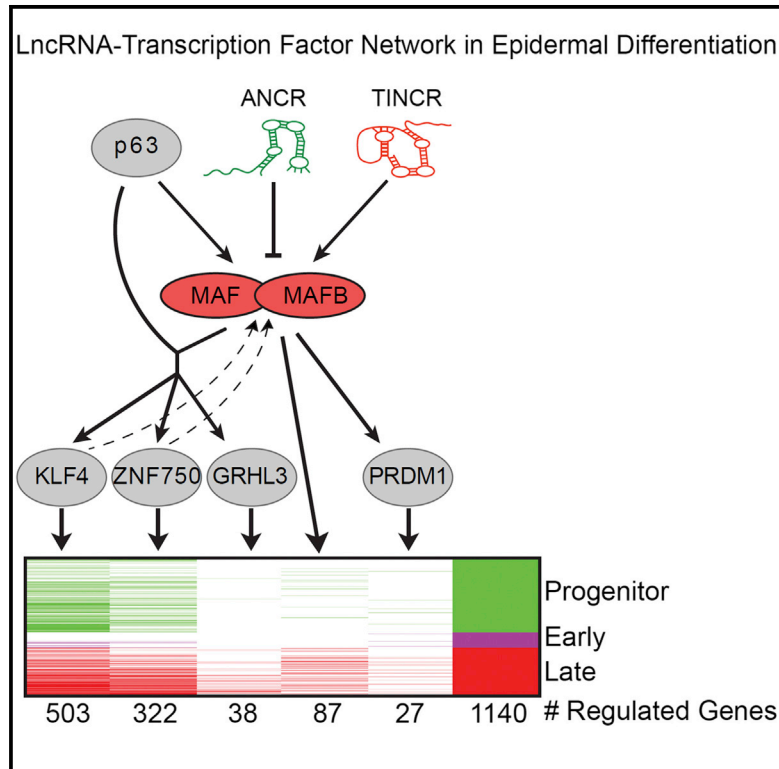 LncRNA-Transcription Factor Network in Epidermal Differentiation
ANCR TINCR
p63
MAF MAFB
KLF4 ZNF750 GRHL3 PRDM1
Progenitor
Early
Late
503 322 38 87 27 1140 # Regulated Genes